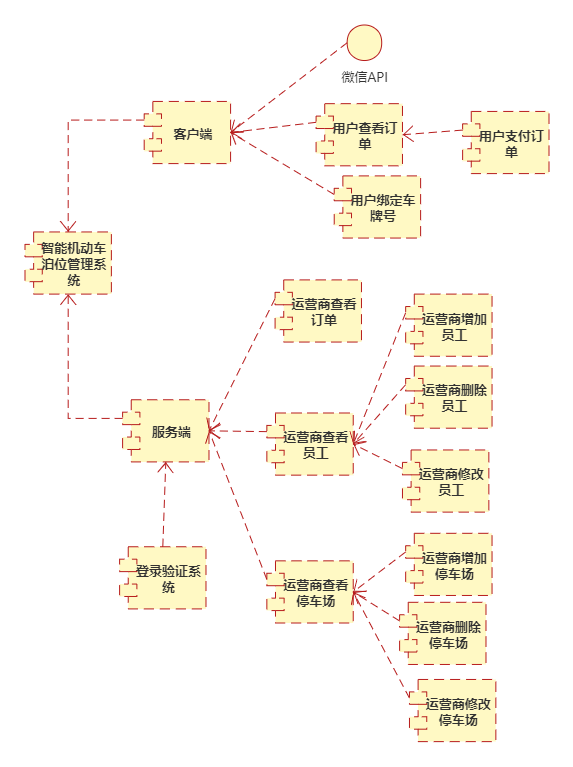 微信API
客户端
用户查看订
单
用户支付订
单
用户绑定车
牌号
智能机动车
泊位管理系
统
运营商查看
订单
运营商增加
员工
运营商删除
员工
服务端
运营商查看
员工
运营商修改
员工
登录验证系
统
运营商查看
停车场
运营商增加
停车场
运营商删除
停车场
运营商修改
停车场